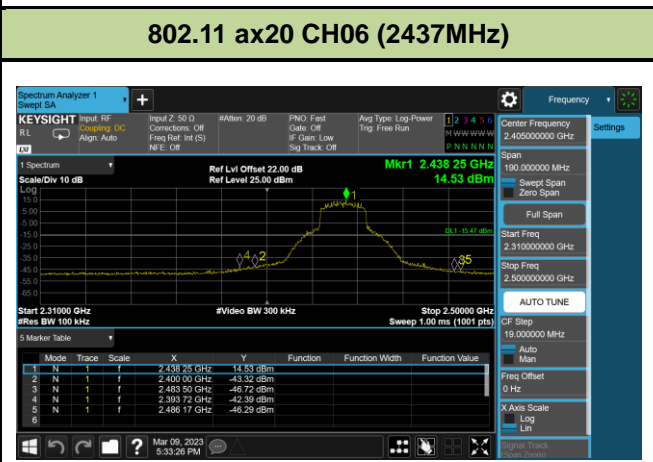 802.11 ax20 CH06 (2437MHz)
Spectrum Analyzer 1
Swept SA
Frequency
KEYSIGHT
RL
Input: RF
Coupling: DC
Align: Auto
Input Z: 50 Ω
Corrections: Off
Freq Ref: Int (S)
NFE: Off
#Atten: 20 dB
PNO: Fast
Gate: Off
IF Gain: Low
Sig Track: Off
Avg Type: Log-Power
Trig: Free Run
1 2 3 4 5 6
M W W W W W
P N N N N N
1 Spectrum
Scale/Div 10 dB
Log
Ref Lvl Offset 22.00 dB
Ref Level 25.00 dBm
Mkr1 2.438 25 GHz
14.53 dBm
15.0
5.00
-5.00
-15.0
-25.0
-35.0
-45.0
-55.0
-65.0
DL1 -15.47 dBm
1
4 2
Start 2.31000 GHz
#Res BW 100 kHz
#Video BW 300 kHz
Stop 2.50000 GHz
Sweep 1.00 ms (1001 pts)
5 Marker Table
Mode Trace Scale X Y Function Function Width Function Value
1 N 1 f 2.438 25 GHz 14.53 dBm
2 N 1 f 2.400 00 GHz -43.32 dBm
3 N 1 f 2.483 50 GHz -46.72 dBm
4 N 1 f 2.393 72 GHz -42.39 dBm
5 N 1 f 2.486 17 GHz -46.29 dBm
6
Mar 09, 2023
5:33:26 PM
Center Frequency
2.405000000 GHz
Settings
Span
190.000000 MHz
Swept Span
Zero Span
Full Span
Start Freq
2.310000000 GHz
Stop Freq
2.500000000 GHz
AUTO TUNE
CF Step
19.000000 MHz
Auto
Man
Freq Offset
0 Hz
X Axis Scale
Log
Lin
Signal Track
(Span Zoom)